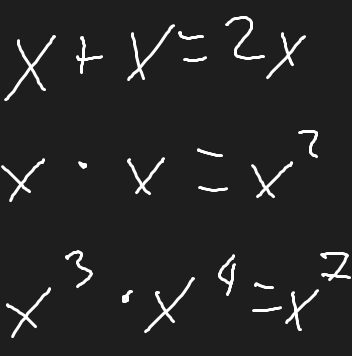 x + x = 2x
x · x = x²
x³ · x⁴ = x⁷